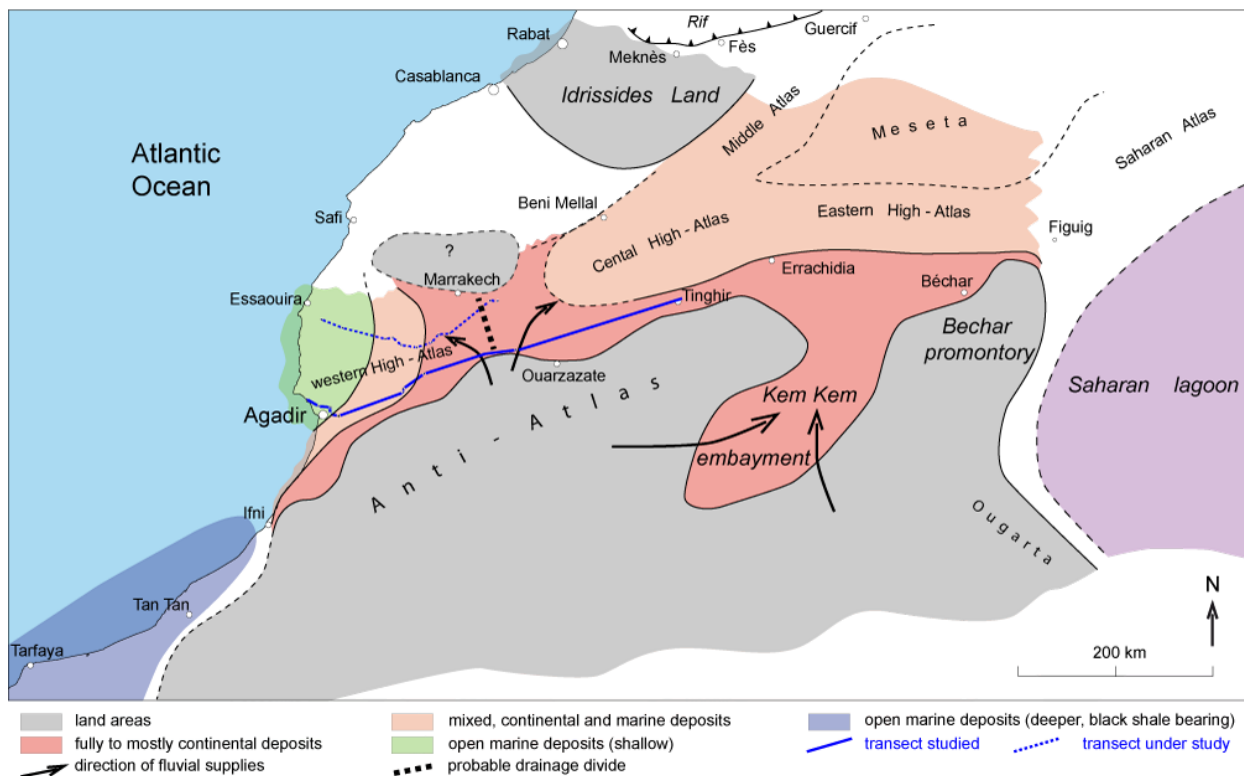 Rif
Guercif
Rabat
Fès
Meknès
Casablanca
Idrissides Land
Middle Atlas
Meseta
Saharan Atlas
Atlantic
Ocean
Safi
Beni Mellal
Eastern High-Atlas
Figuig
?
Cental High-Atlas
Marrakech
Errachidia
Essaouira
Tinghir
Béchar
Bechar
promontory
western High-Atlas
Ouarzazate
Saharan lagoon
Kem Kem
Agadir
Anti-Atlas
embayment
Ifni
Ougarta
N
Tan Tan
Tarfaya
200 km
land areas
mixed, continental and marine deposits
open marine deposits (deeper, black shale bearing)
fully to mostly continental deposits
open marine deposits (shallow)
transect studied
transect under study
direction of fluvial supplies
probable drainage divide